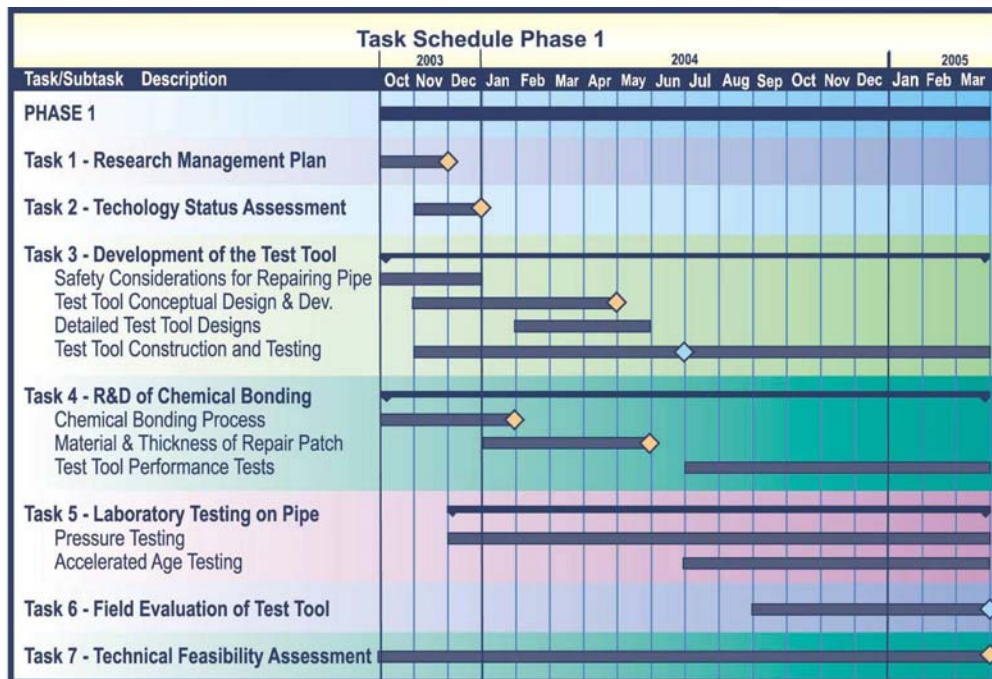 Task Schedule Phase 1
2003 2004 2005
Task/Subtask Description Oct Nov Dec Jan Feb Mar Apr May Jun Jul Aug Sep Oct Nov Dec Jan Feb Mar
PHASE 1
Task 1 - Research Management Plan
Task 2 - Techology Status Assessment
Task 3 - Development of the Test Tool
Safety Considerations for Repairing Pipe
Test Tool Conceptual Design & Dev.
Detailed Test Tool Designs
Test Tool Construction and Testing
Task 4 - R&D of Chemical Bonding
Chemical Bonding Process
Material & Thickness of Repair Patch
Test Tool Performance Tests
Task 5 - Laboratory Testing on Pipe
Pressure Testing
Accelerated Age Testing
Task 6 - Field Evaluation of Test Tool
Task 7 - Technical Feasibility Assessment